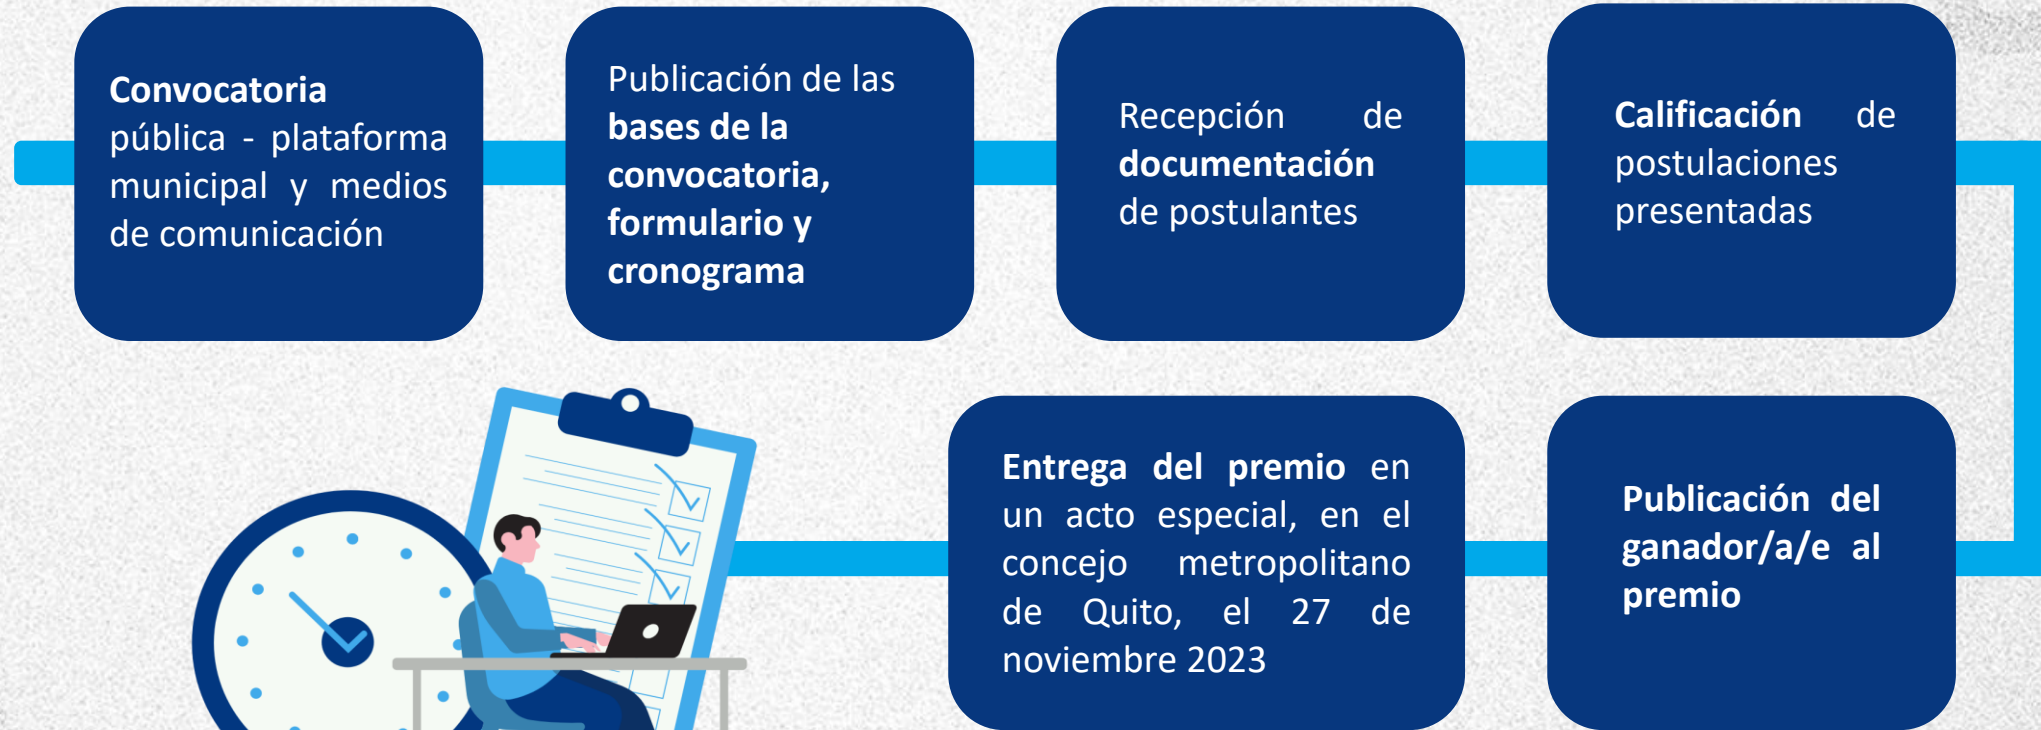 Convocatoria
pública - plataforma
municipal y medios
de comunicación
Publicación de las
bases de la
convocatoria,
formulario y
cronograma
Recepción de
documentación
de postulantes
Calificación de
postulaciones
presentadas
Publicación del
ganador/a/e al
premio
Entrega del premio en
un acto especial, en el
concejo metropolitano
de Quito, el 27 de
noviembre 2023